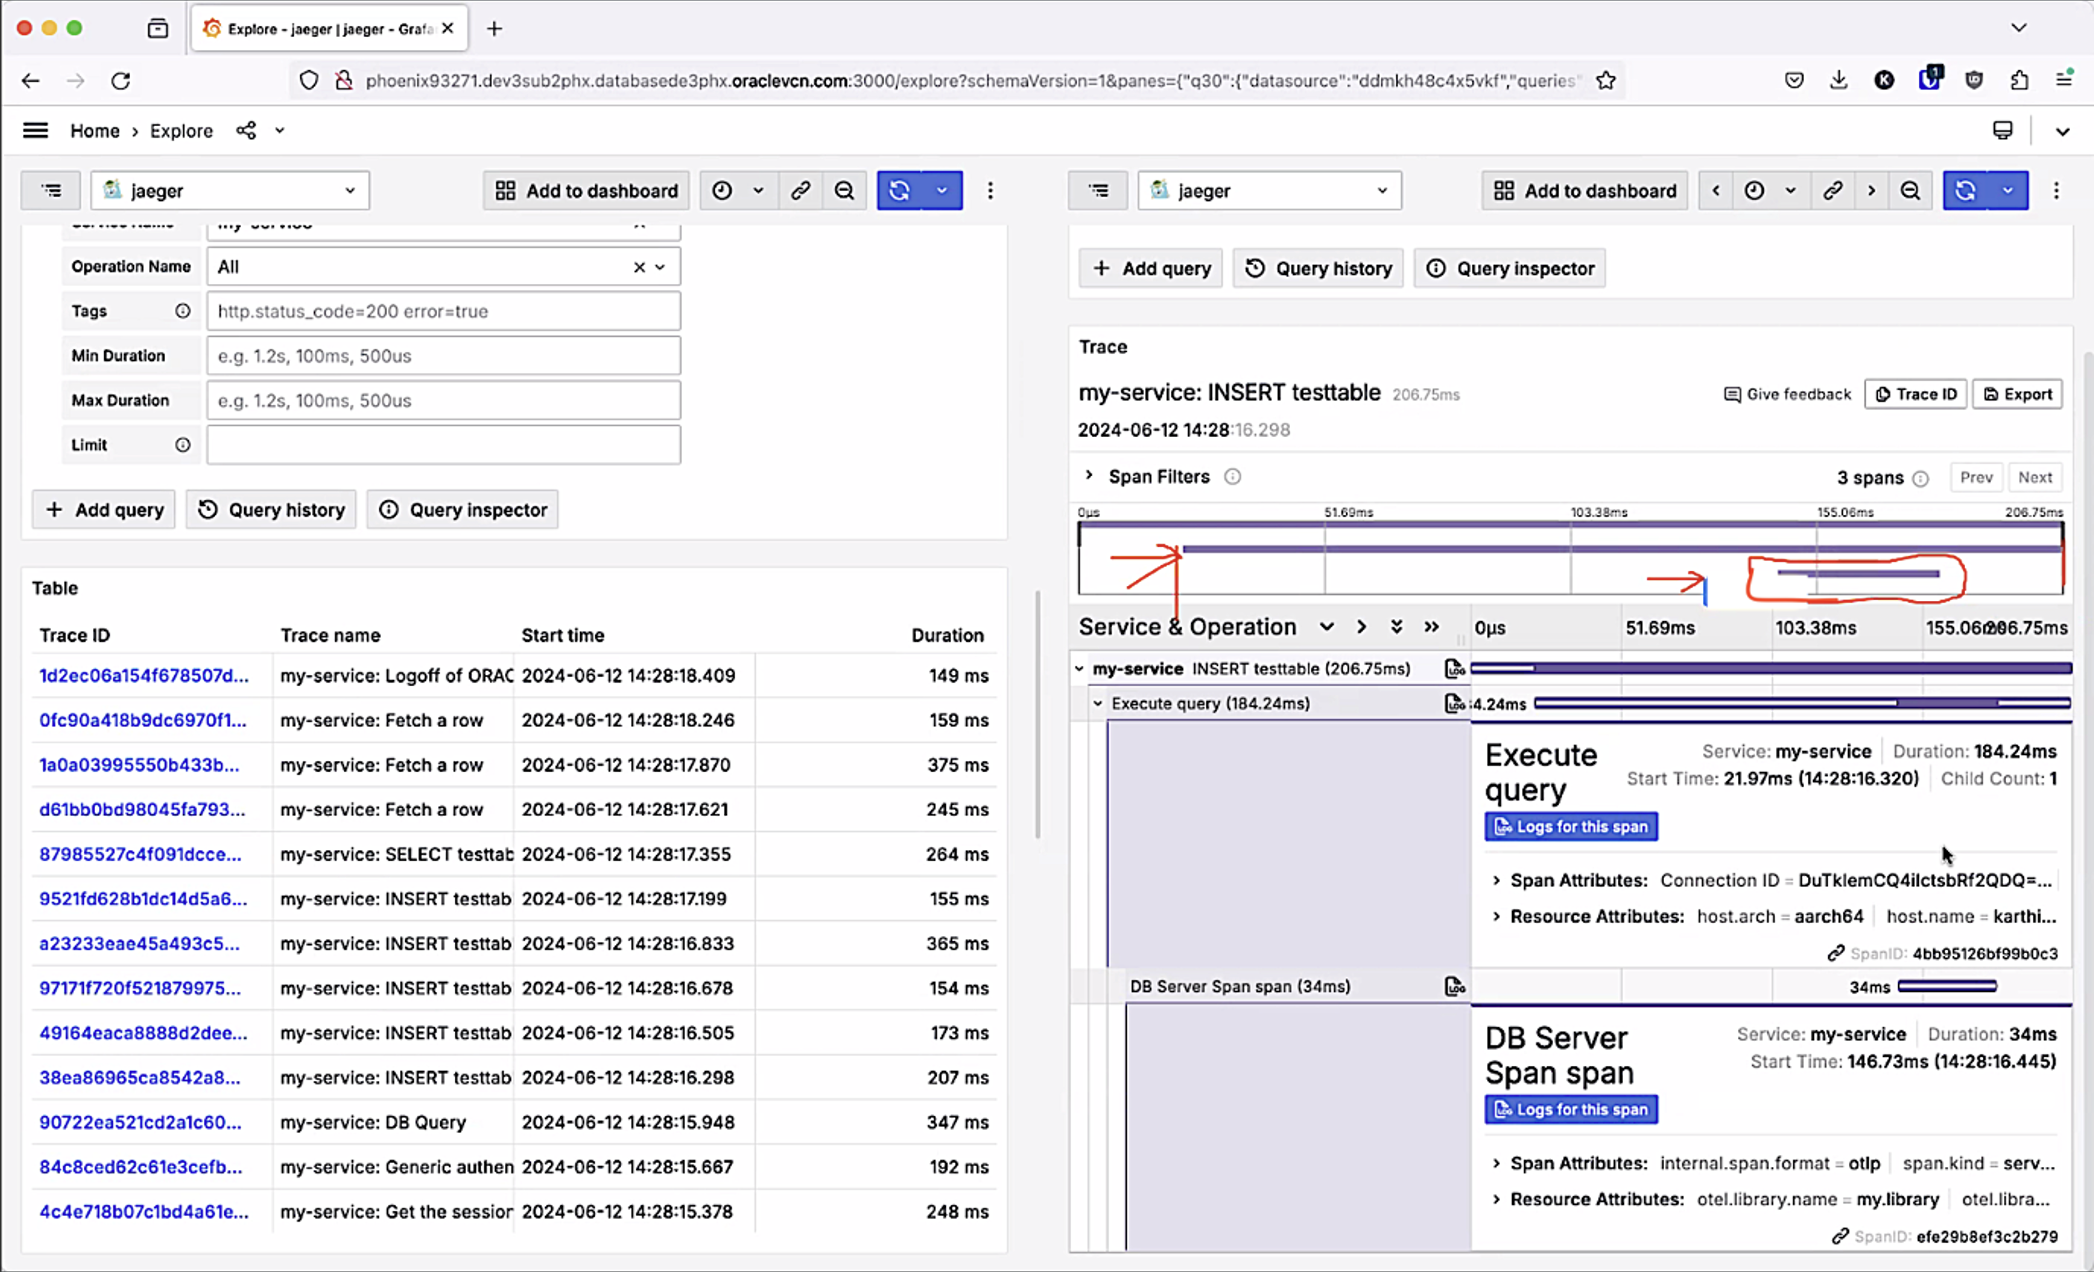 Explore - jaeger | jaeger - Grafa
phoenix93271.dev3sub2phx.databasede3phx.oraclevcn.com:3000/explore?schemaVersion=1&panes={"q30":{"datasource":"ddmkh48c4x5vkf","queries"
K
1
Home › Explore
jaeger
Add to dashboard
Service Name my-service
Operation Name All
Tags http.status_code=200 error=true
Min Duration e.g. 1.2s, 100ms, 500us
Max Duration e.g. 1.2s, 100ms, 500us
Limit
+ Add query Query history Query inspector
Table
Trace ID Trace name Start time Duration
1d2ec06a154f678507d... my-service: Logoff of ORAC 2024-06-12 14:28:18.409 149 ms
0fc90a418b9dc6970f1... my-service: Fetch a row 2024-06-12 14:28:18.246 159 ms
1a0a03995550b433b... my-service: Fetch a row 2024-06-12 14:28:17.870 375 ms
d61bb0bd98045fa793... my-service: Fetch a row 2024-06-12 14:28:17.621 245 ms
87985527c4f091dcce... my-service: SELECT testtab 2024-06-12 14:28:17.355 264 ms
9521fd628b1dc14d5a6... my-service: INSERT testtab 2024-06-12 14:28:17.199 155 ms
a23233eae45a493c5... my-service: INSERT testtab 2024-06-12 14:28:16.833 365 ms
97171f720f521879975... my-service: INSERT testtab 2024-06-12 14:28:16.678 154 ms
49164eaca8888d2dee... my-service: INSERT testtab 2024-06-12 14:28:16.505 173 ms
38ea86965ca8542a8... my-service: INSERT testtab 2024-06-12 14:28:16.298 207 ms
90722ea521cd2a1c60... my-service: DB Query 2024-06-12 14:28:15.948 347 ms
84c8ced62c61e3cefb... my-service: Generic authen 2024-06-12 14:28:15.667 192 ms
4c4e718b07c1bd4a61e... my-service: Get the session 2024-06-12 14:28:15.378 248 ms
jaeger
Add to dashboard
+ Add query Query history Query inspector
Trace
my-service: INSERT testtable 206.75ms
Give feedback Trace ID Export
2024-06-12 14:28:16.298
Span Filters 3 spans Prev Next
0μs 51.69ms 103.38ms 155.06ms 206.75ms
Service & Operation 0μs 51.69ms 103.38ms 155.06ms 206.75ms
my-service INSERT testtable (206.75ms)
Execute query (184.24ms) 4.24ms
Execute query
Service: my-service Duration: 184.24ms
Start Time: 21.97ms (14:28:16.320) Child Count: 1
Logs for this span
Span Attributes: Connection ID = DuTklemCQ4ilctsbRf2QDQ=...
Resource Attributes: host.arch = aarch64 host.name = karthi...
SpanID: 4bb95126bf99b0c3
DB Server Span span (34ms) 34ms
DB Server Span span
Service: my-service Duration: 34ms
Start Time: 146.73ms (14:28:16.445)
Logs for this span
Span Attributes: internal.span.format = otlp span.kind = serv...
Resource Attributes: otel.library.name = my.library otel.libra...
SpanID: efe29b8ef3c2b279